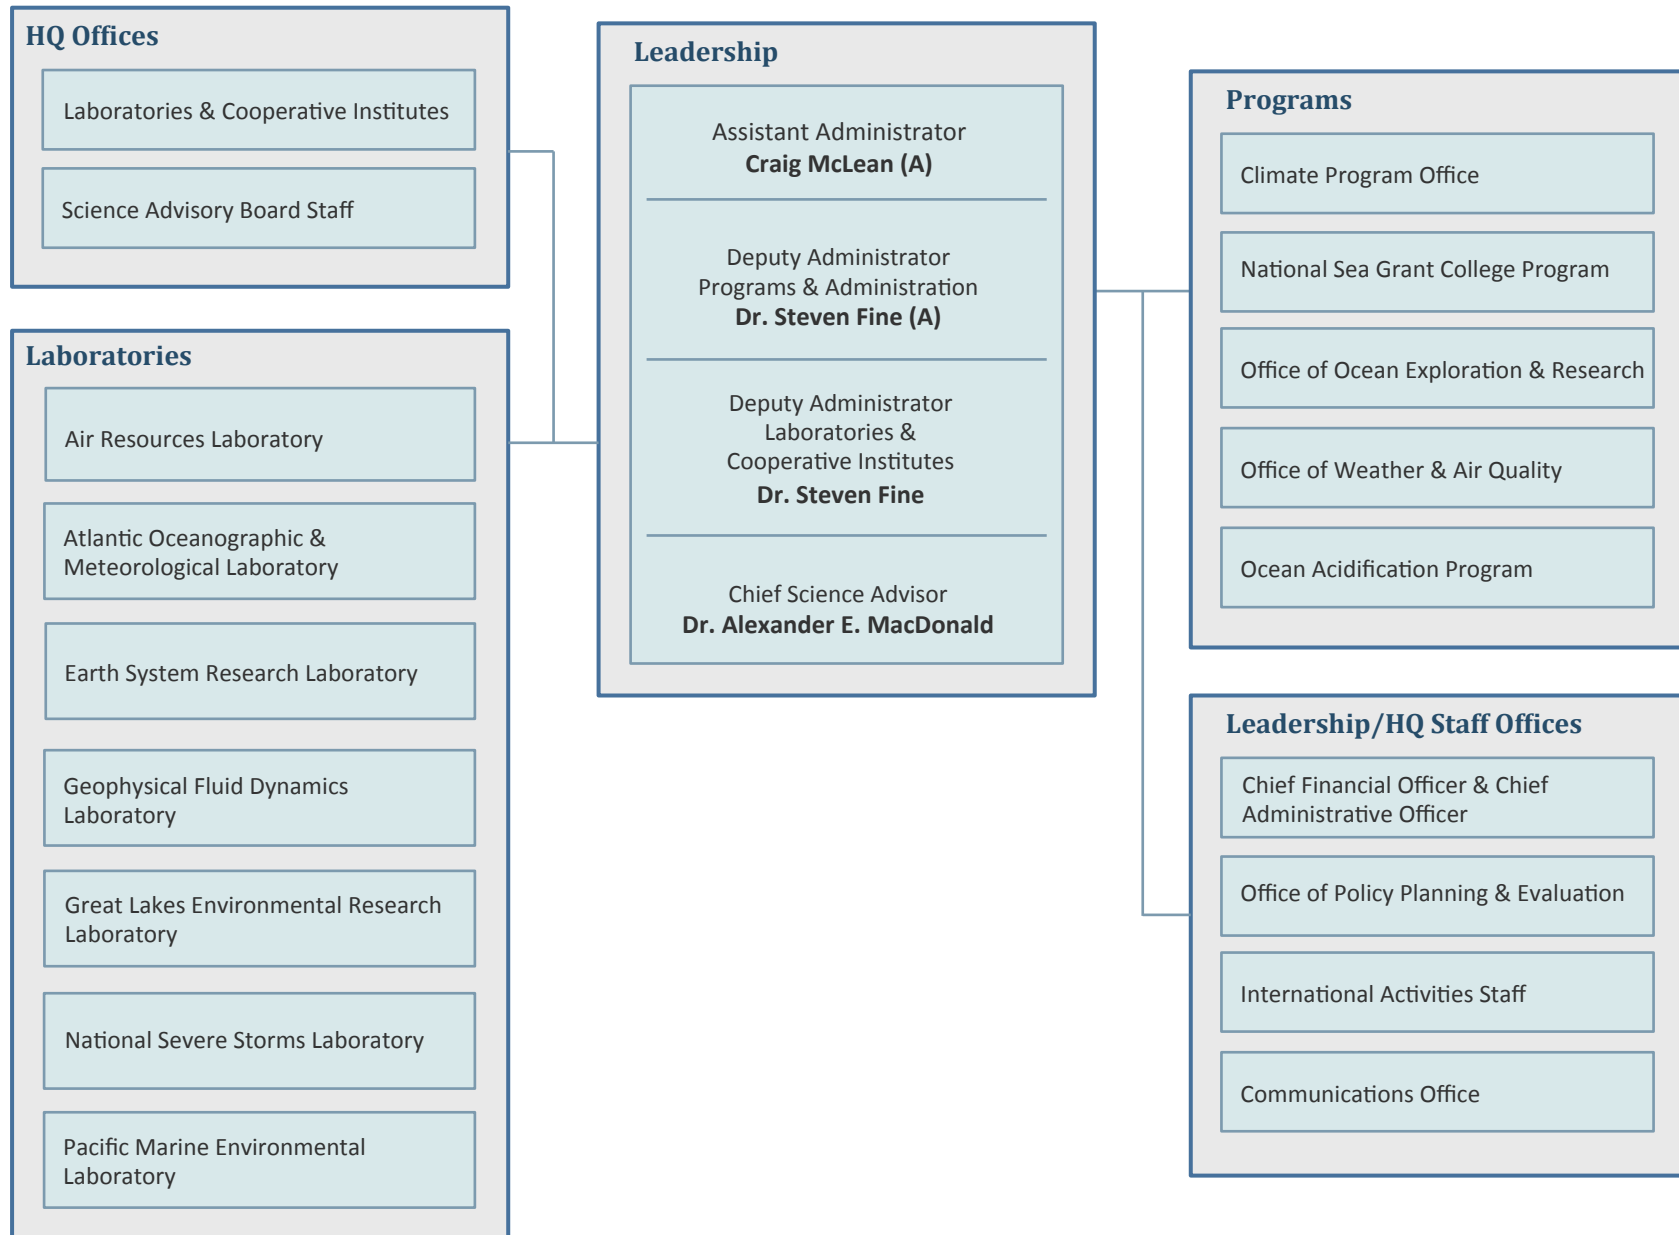 HQ Offices
Laboratories & Cooperative Institutes
Science Advisory Board Staff
Laboratories
Air Resources Laboratory
Atlantic Oceanographic &
Meteorological Laboratory
Earth System Research Laboratory
Geophysical Fluid Dynamics
Laboratory
Great Lakes Environmental Research
Laboratory
National Severe Storms Laboratory
Pacific Marine Environmental
Laboratory
Leadership
Assistant Administrator
Craig McLean (A)
Deputy Administrator
Programs & Administration
Dr. Steven Fine (A)
Deputy Administrator
Laboratories &
Cooperative Institutes
Dr. Steven Fine
Chief Science Advisor
Dr. Alexander E. MacDonald
Programs
Climate Program Office
National Sea Grant College Program
Office of Ocean Exploration & Research
Office of Weather & Air Quality
Ocean Acidification Program
Leadership/HQ Staff Offices
Chief Financial Officer & Chief
Administrative Officer
Office of Policy Planning & Evaluation
International Activities Staff
Communications Office